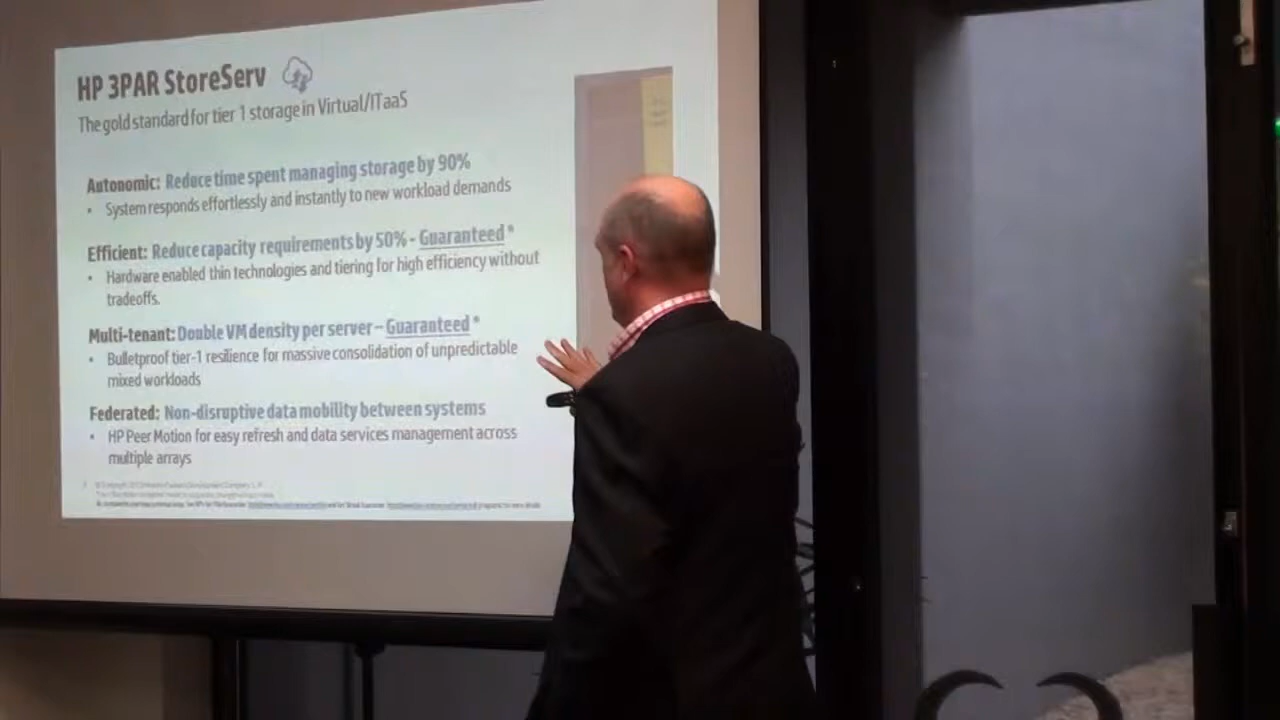 HP 3PAR StoreServ
The gold standard for tier 1 storage in Virtual/ITaaS
Autonomic: Reduce time spent managing storage by 90%
• System responds effortlessly and instantly to new workload demands
Efficient: Reduce capacity requirements by 50% - Guaranteed *
• Hardware enabled thin technologies and tiering for high efficiency without
tradeoffs.
Multi-tenant: Double VM density per server – Guaranteed *
• Bulletproof tier-1 resilience for massive consolidation of unpredictable
mixed workloads
Federated: Non-disruptive data mobility between systems
• HP Peer Motion for easy refresh and data services management across
multiple arrays